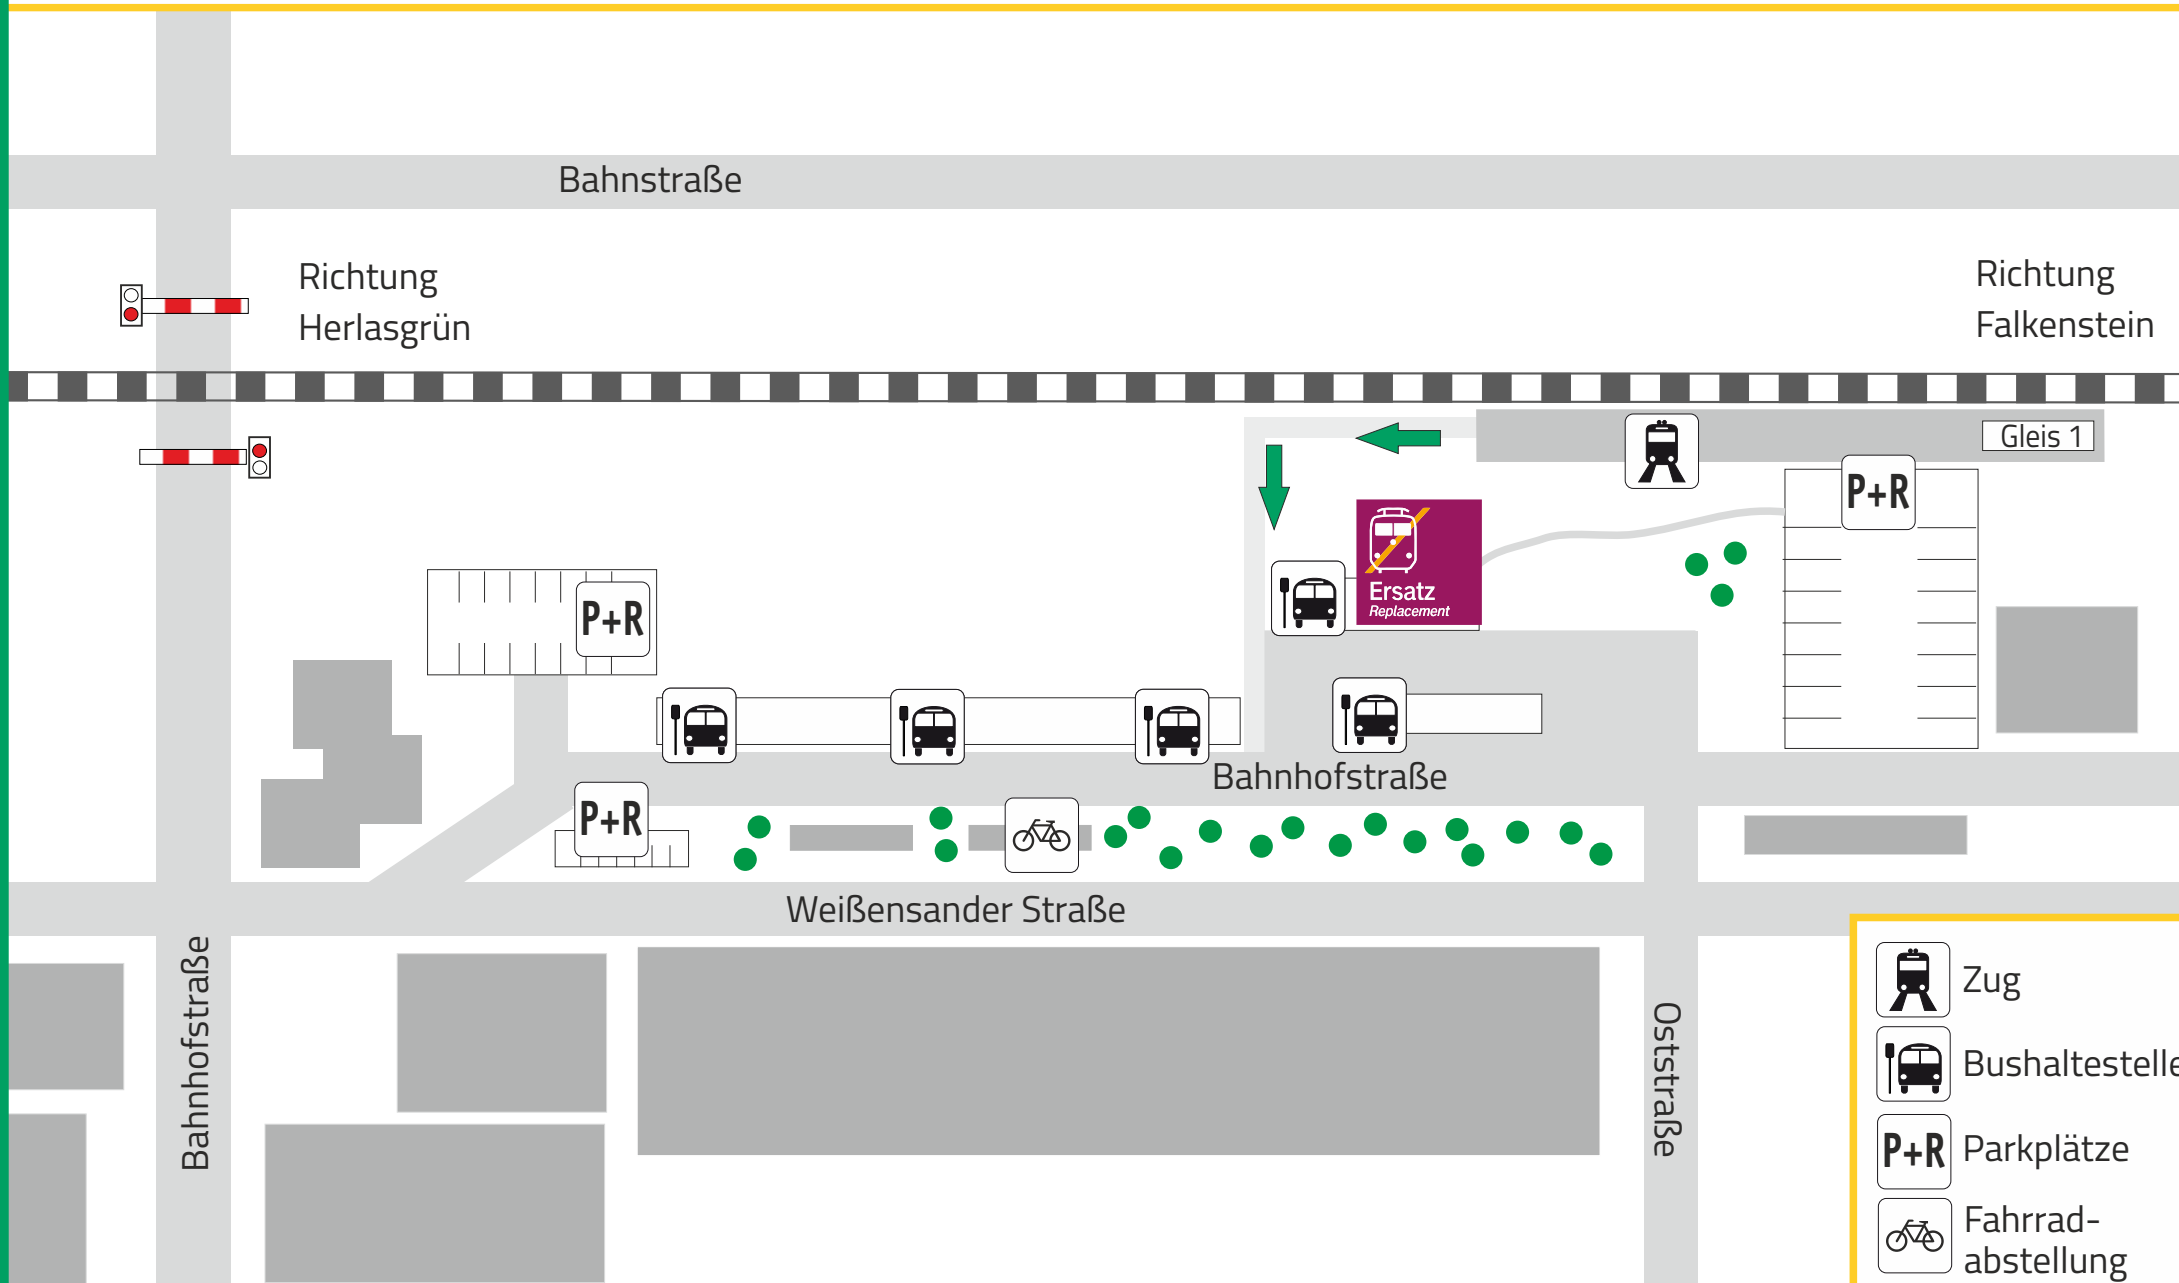 Bahnstraße
Richtung
Herlasgrün
Richtung
Falkenstein
Gleis 1
P+R
Ersatz
Replacement
P+R
Bahnhofstraße
P+R
Weißensander Straße
Bahnhofstraße
Oststraße
Zug
Bushaltestelle
P+R Parkplätze
Fahrrad-
abstellung